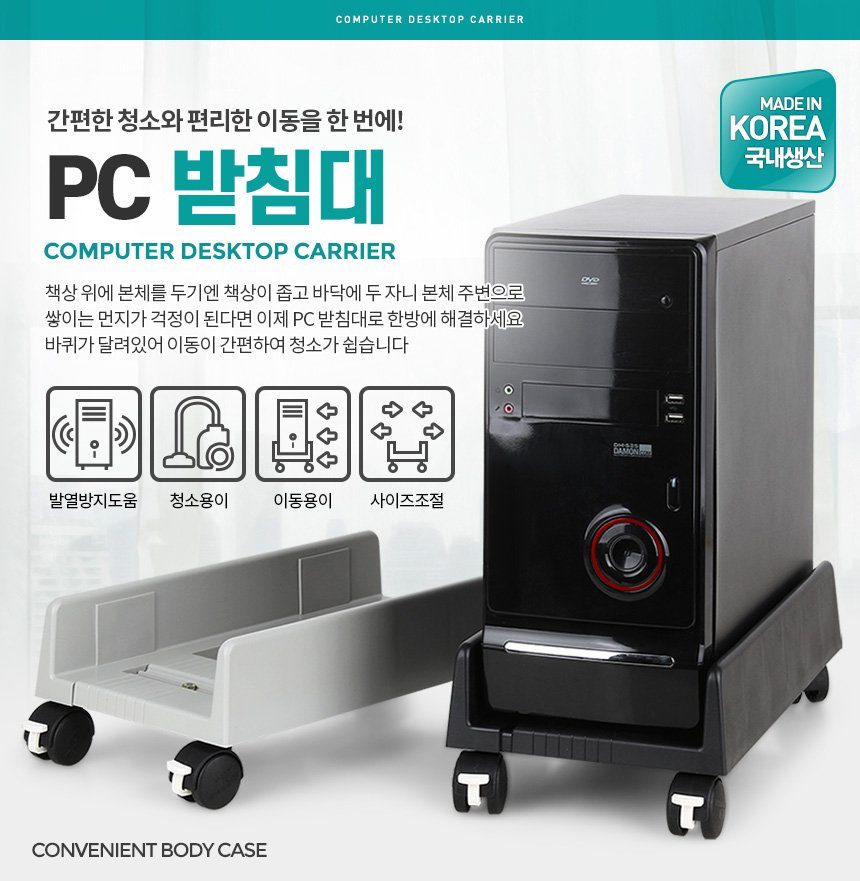 COMPUTER DESKTOP CARRIER
MADE IN
KOREA
국내생산
간편한 청소와 편리한 이동을 한 번에!
PC 받침대
COMPUTER DESKTOP CARRIER
책상 위에 본체를 두기엔 책상이 좁고 바닥에 두 자니 본체 주변으로
쌓이는 먼지가 걱정이 된다면 이제 PC 받침대로 한방에 해결하세요
바퀴가 달려있어 이동이 간편하여 청소가 쉽습니다
발열방지도움
청소용이
이동용이
사이즈조절
DVD
DAMON
CONVENIENT BODY CASE